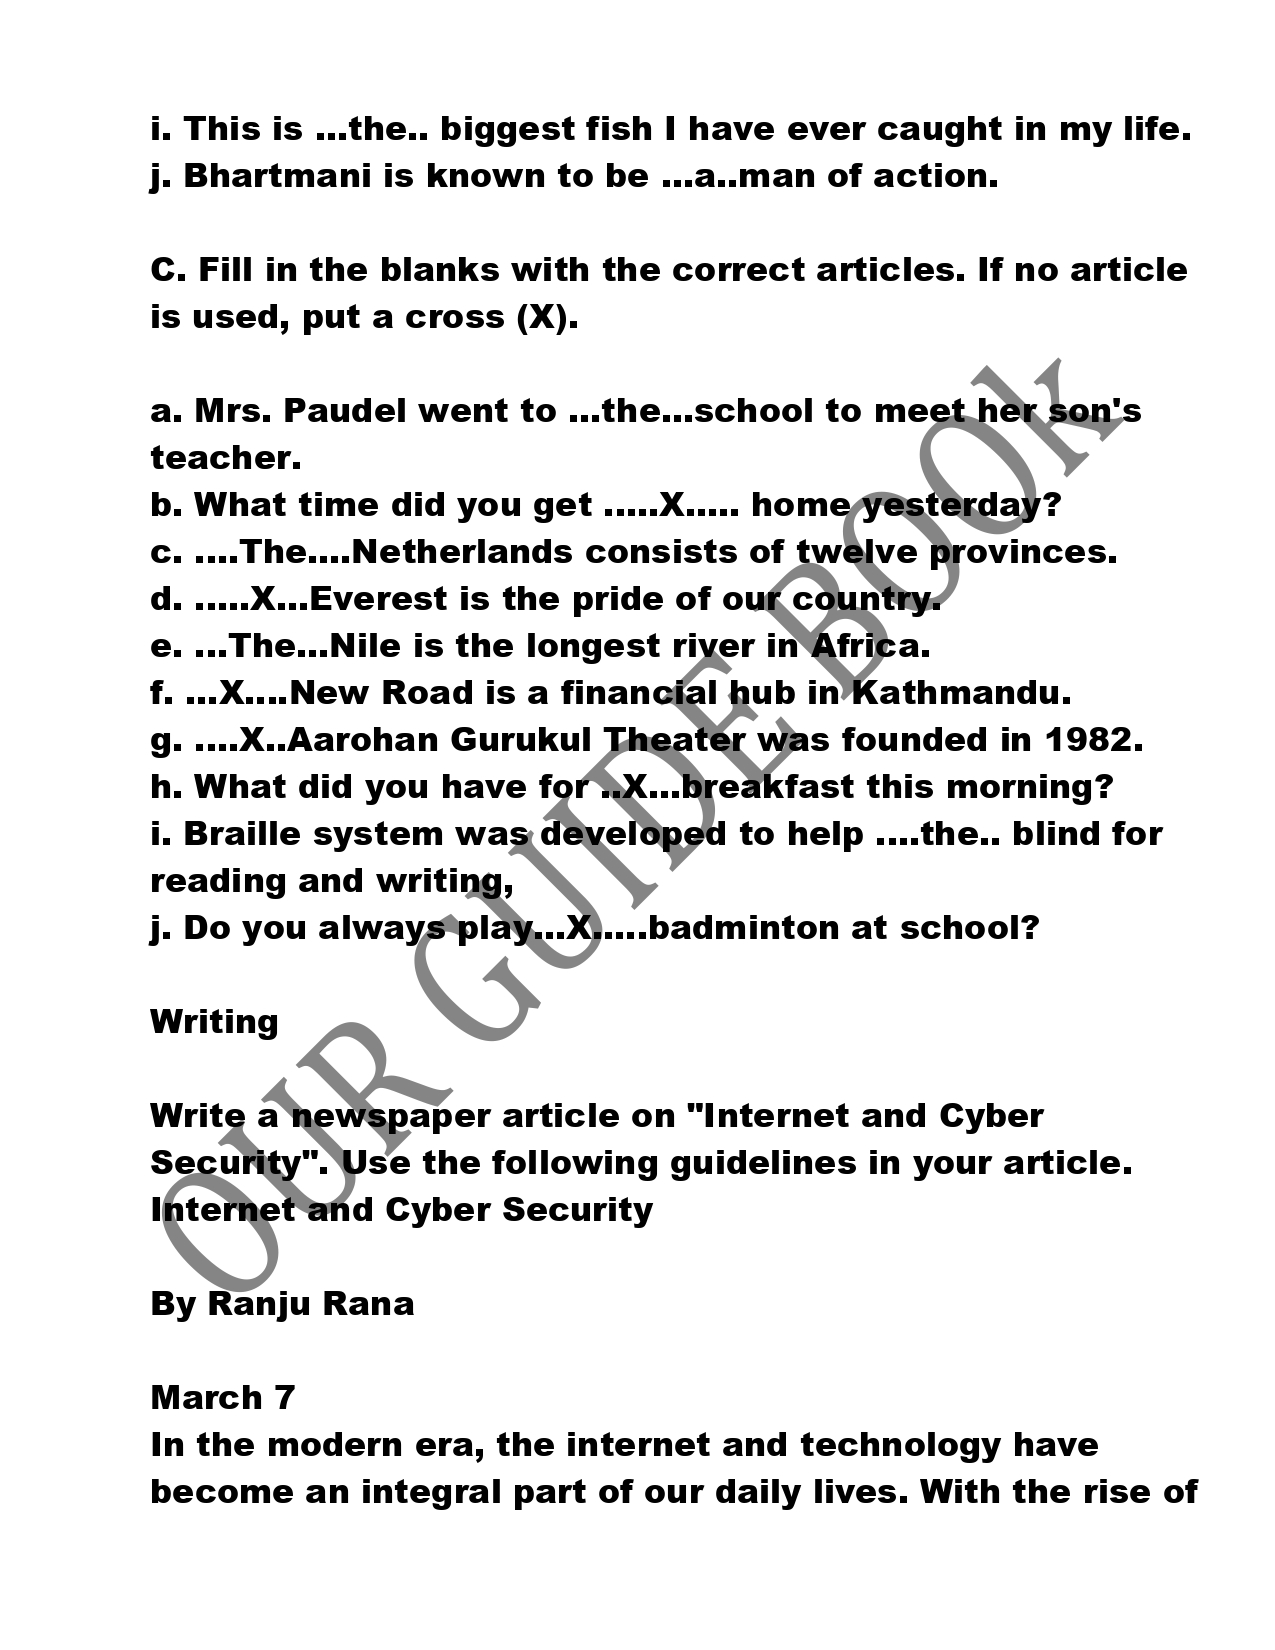 i. This is ...the.. biggest fish I have ever caught in my life.
j. Bhartmani is known to be ...a..man of action.
C. Fill in the blanks with the correct articles. If no article
is used, put a cross (X).
a. Mrs. Paudel went to ...the...school to meet her son's
teacher.
b. What time did you get .....X..... home yesterday?
c. ....The....Netherlands consists of twelve provinces.
d. .....X...Everest is the pride of our country.
e. ...The...Nile is the longest river in Africa.
f. ...X....New Road is a financial hub in Kathmandu.
g. ....X..Aarohan Gurukul Theater was founded in 1982.
h. What did you have for ..X...breakfast this morning?
i. Braille system was developed to help ....the.. blind for
reading and writing,
j. Do you always play...X.....badminton at school?
Writing
Write a newspaper article on "Internet and Cyber
Security". Use the following guidelines in your article.
Internet and Cyber Security
By Ranju Rana
March 7
In the modern era, the internet and technology have
become an integral part of our daily lives. With the rise of
OUR GUIDE BOOk